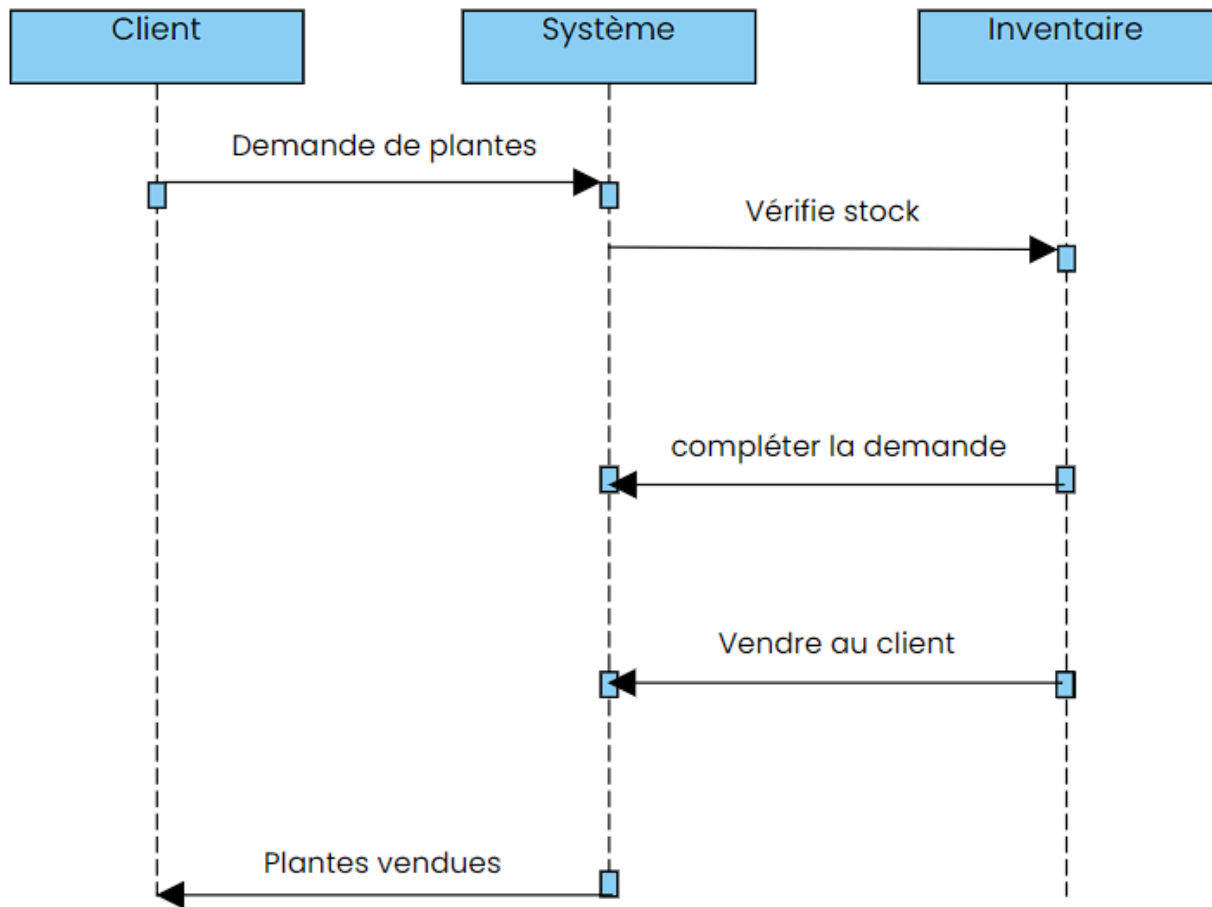 Client
Système
Inventaire
Demande de plantes
Vérifie stock
compléter la demande
Vendre au client
Plantes vendues